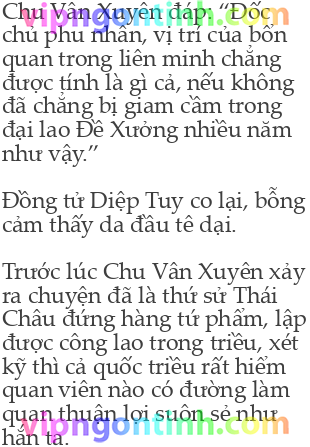 Chu Vân Xuyên đáp: “Đốc
chủ phu nhân, vị trí của bổn
quan trong liên minh chẳng
được tính là gì cả, nếu không
đã chẳng bị giam cầm trong
đại lao Đề Xưởng nhiều năm
như vậy.”
Đồng tử Diệp Tuy co lại, bỗng
cảm thấy da đầu tê dại.
Trước lúc Chu Vân Xuyên xảy
ra chuyện đã là thứ sử Thái
Châu đứng hàng tứ phẩm, lập
được công lao trong triều, xét
kỹ thì cả quốc triều rất hiếm
quan viên nào có đường làm
quan thuận lợi suôn sẻ như
hắn ta.
vipngontinh.com
vipngontinh.com